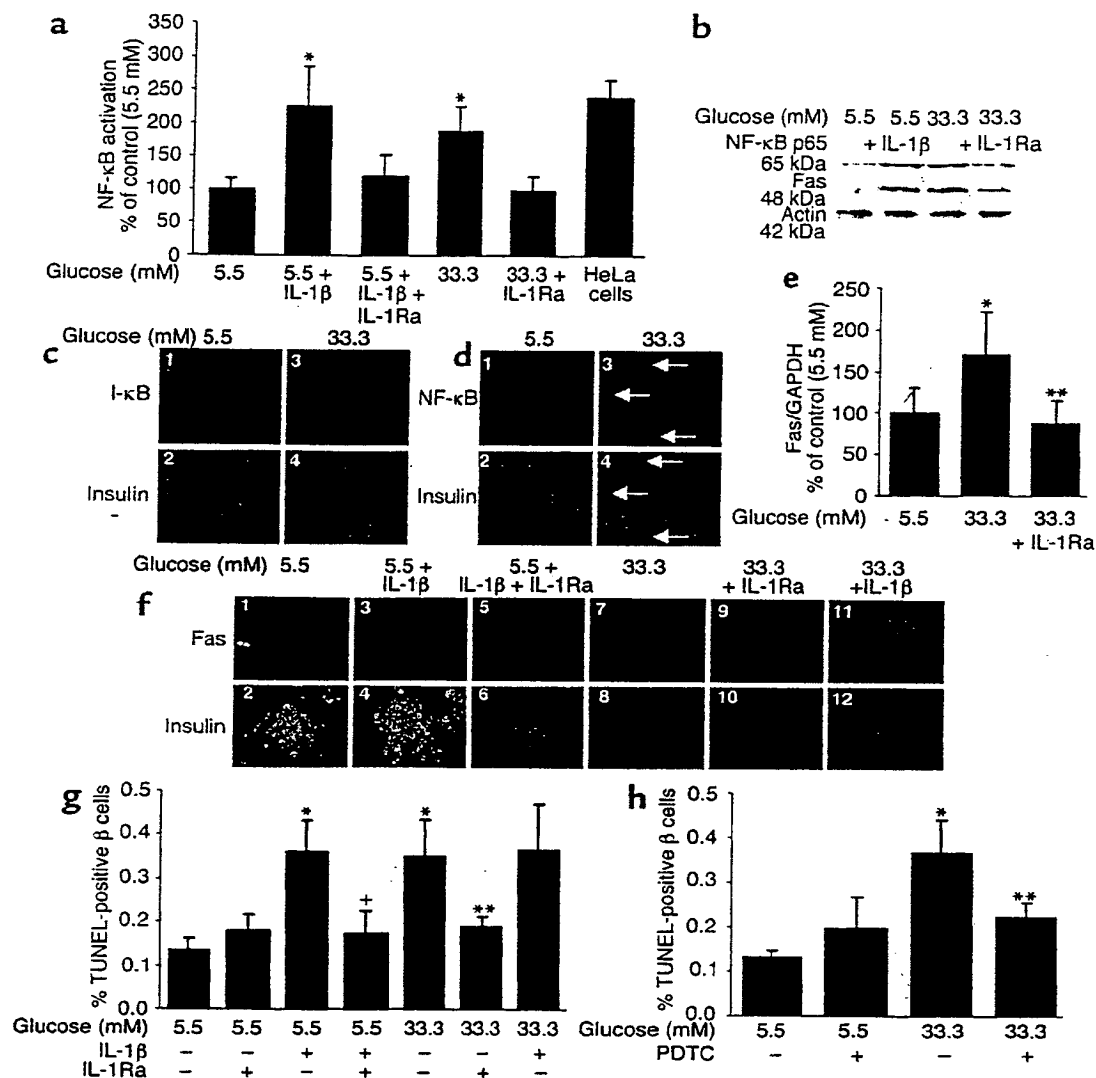 a
350
300
250
200
150
100
50
0
NF-κB activation
% of control (5.5 mM)
*
*
Glucose (mM) 5.5 5.5 + IL-1β 5.5 + IL-1β + IL-1Ra 33.3 33.3 + IL-1Ra HeLa cells
b
Glucose (mM) 5.5 5.5 33.3 33.3
NF-κB p65 + IL-1β + IL-1Ra
65 kDa
Fas
48 kDa
Actin
42 kDa
Glucose (mM) 5.5 33.3
c
1 3
I-κB
2 4
Insulin
5.5 33.3
d
1 3
NF-κB
2 4
Insulin
e
250
200
150
100
50
0
Fas/GAPDH
% of control (5.5 mM)
*
**
Glucose (mM) 5.5 33.3 33.3
+ IL-1Ra
Glucose (mM) 5.5 5.5 + IL-1β 5.5 + IL-1β + IL-1Ra 33.3 33.3 + IL-1Ra 33.3 +IL-1β
f
1 3 5 7 9 11
Fas
2 4 6 8 10 12
Insulin
g
0.5
0.4
0.3
0.2
0.1
0.0
% TUNEL-positive β cells
* + * **
Glucose (mM) 5.5 5.5 5.5 5.5 33.3 33.3 33.3
IL-1β – – + + – – +
IL-1Ra – + – + – + –
h
0.5
0.4
0.3
0.2
0.1
0.0
% TUNEL-positive β cells
* **
Glucose (mM) 5.5 5.5 33.3 33.3
PDTC – + – +